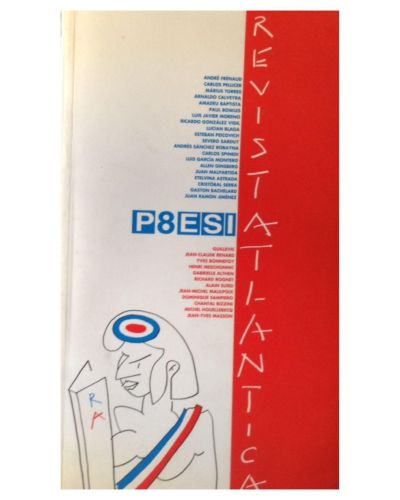 REVISTATLANTICA
ANDRÉ FRÉNAUD
CARLOS PELLICER
MÀRIUS TORRES
ARNALDO CALVEYRA
AMADEU BAPTISTA
PAUL BOWLES
LUIS JAVIER MORENO
RICARDO GONZÁLEZ VIGIL
LUCIAN BLAGA
ESTEBAN PEICOVICH
SEVERO SARDUY
ANDRÉS SÁNCHEZ ROBAYNA
CARLOS SPINEDI
LUIS GARCÍA MONTERO
ALLEN GINSBERG
JUAN MALPARTIDA
ETELVINA ASTRADA
CRISTÓBAL SERRA
GASTON BACHELARD
JUAN RAMÓN JIMÉNEZ
P8ESI
GUILLEVIC
JEAN-CLAUDE RENARD
YVES BONNEFOY
HENRI MESCHONNIC
GABRIELLE ALTHEN
RICHARD ROGNET
ALAIN SUIED
JEAN-MICHEL MAULPOIX
DOMINIQUE SAMPIERO
CHANTAL BIZZINI
MICHEL HOUELLEBECQ
JEAN-YVES MASSON
R
A